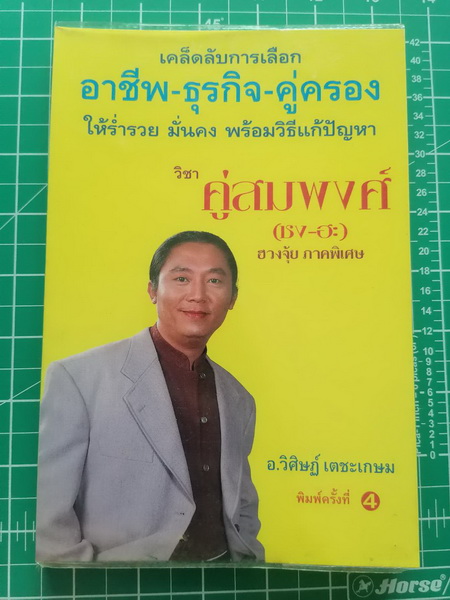 เคล็ดลับการเลือก
อาชีพ-ธุรกิจ-คู่ครอง
ให้ร่ำรวย มั่นคง พร้อมวิธีแก้ปัญหา
วิชา
คู่สมพงศ์
(ชง-ฮะ)
ฮวงจุ้ย ภาคพิเศษ
อ.วิศิษฏ์ เตชะเกษม
พิมพ์ครั้งที่ 4
Horse